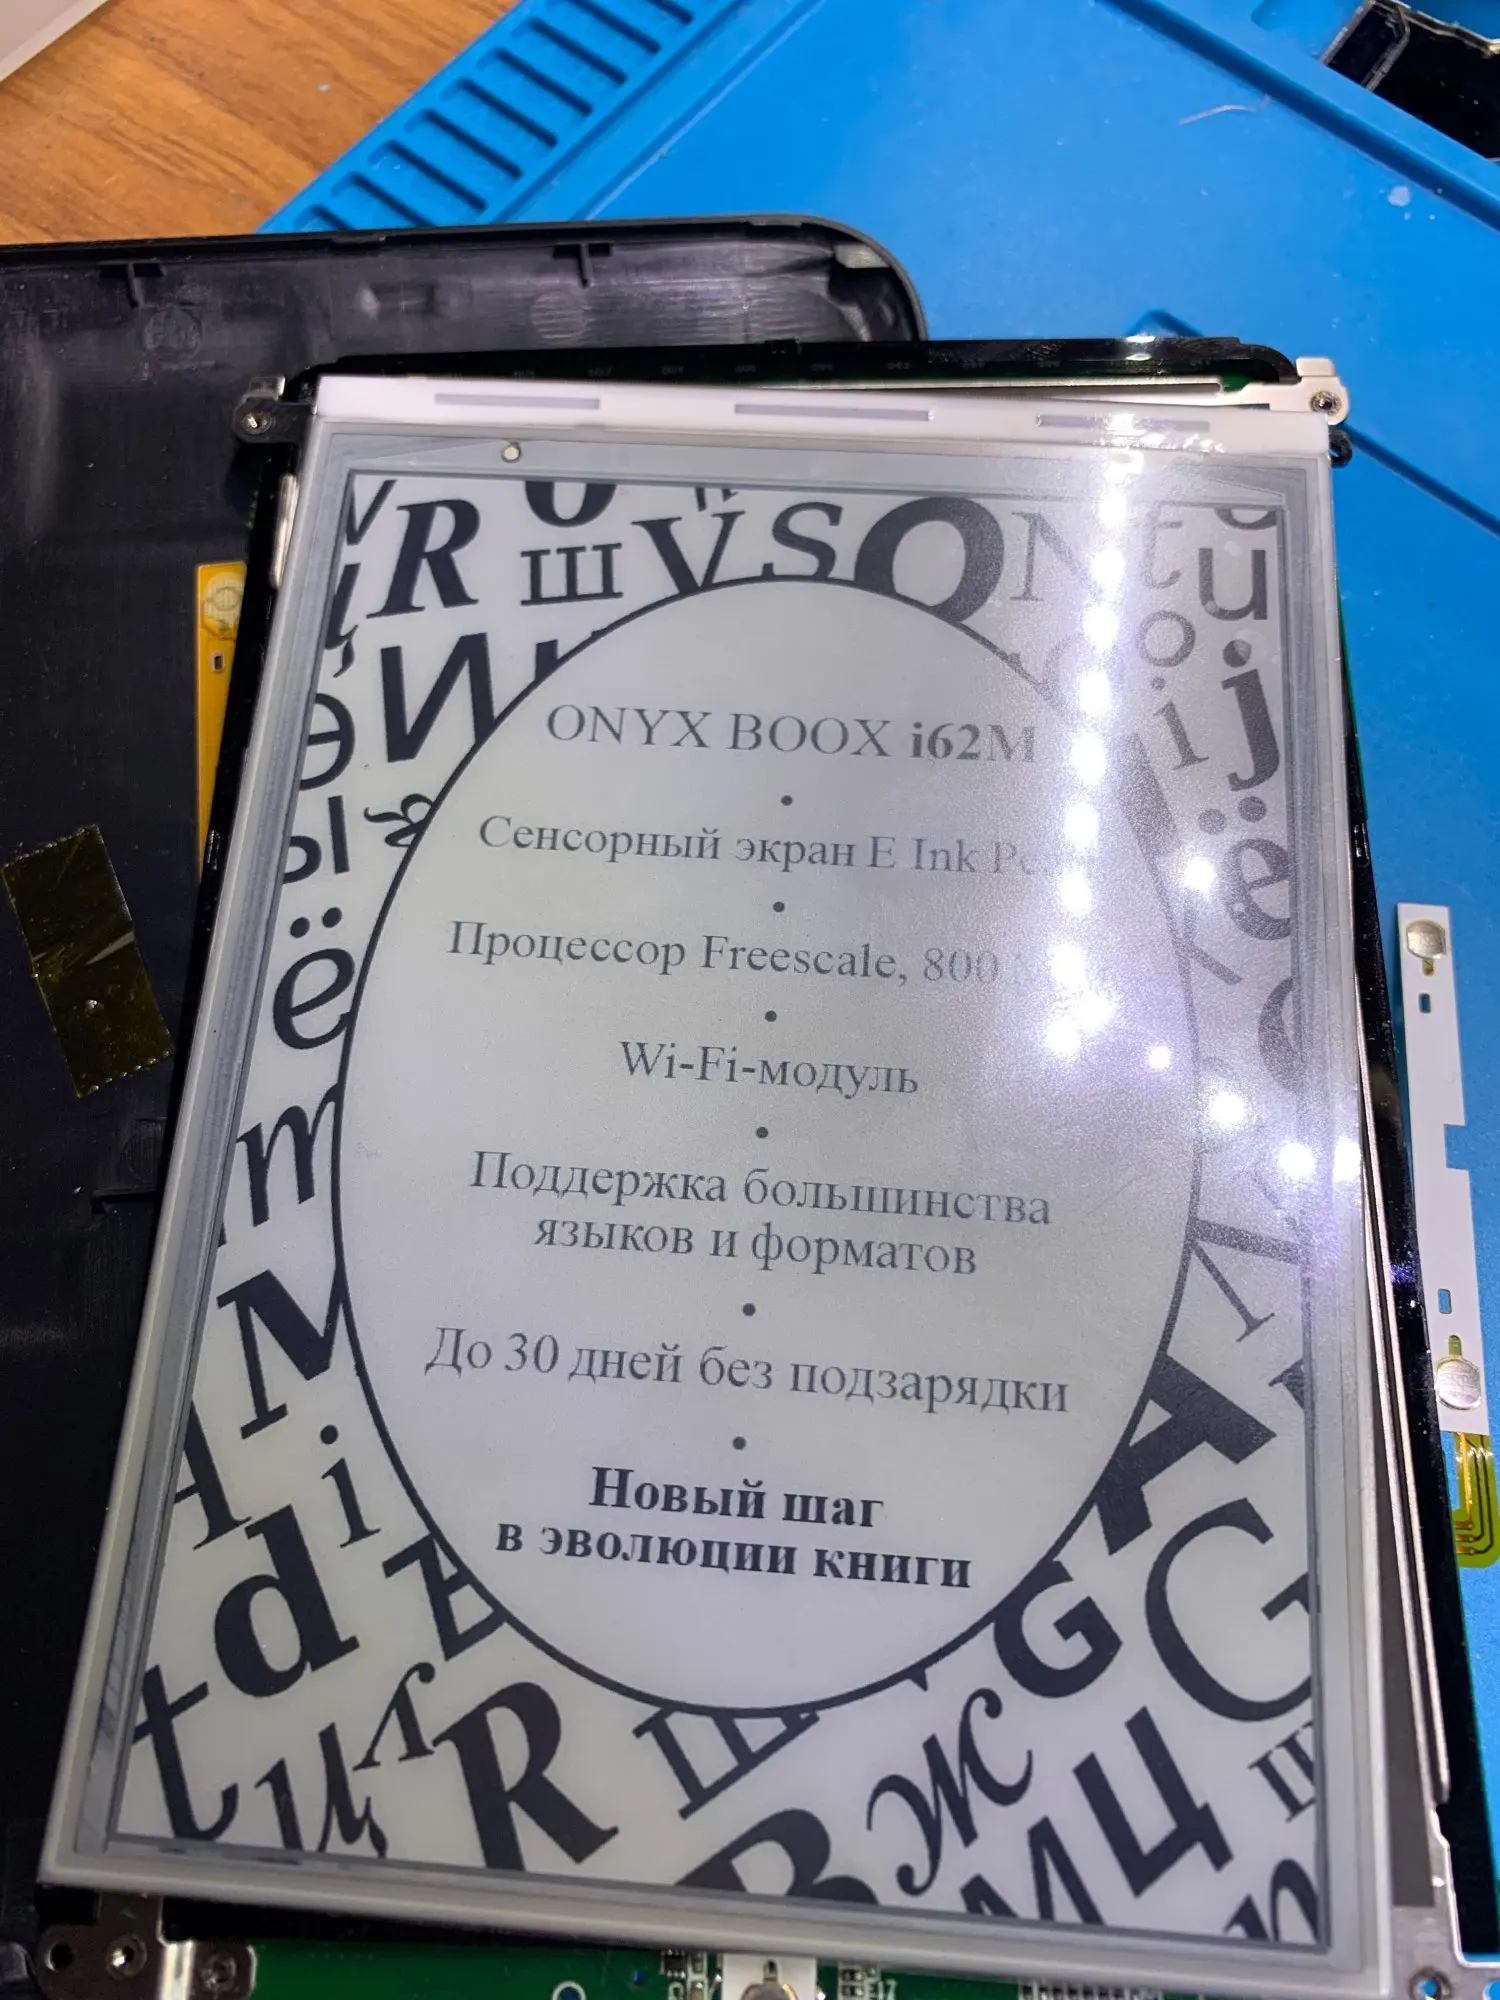 ONYX BOOX i62M
Сенсорный экран E Ink
Процессор Freescale, 800
Wi-Fi-модуль
Поддержка большинства
языков и форматов
До 30 дней без подзарядки
Новый шаг
в эволюции книги